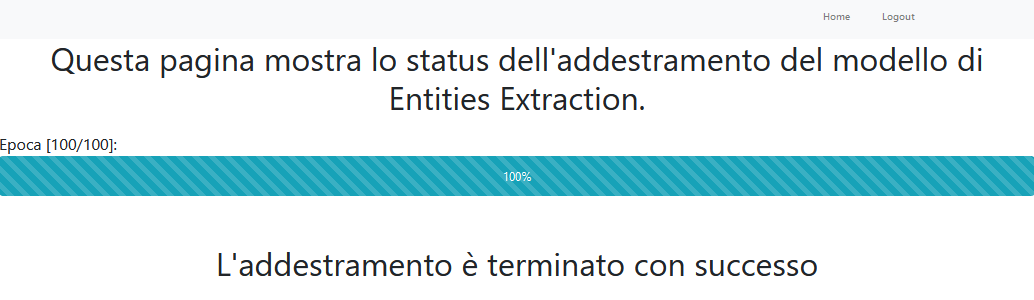 Home Logout
Questa pagina mostra lo status dell'addestramento del modello di
Entities Extraction.
Epoca [100/100]:
100%
L'addestramento è terminato con successo